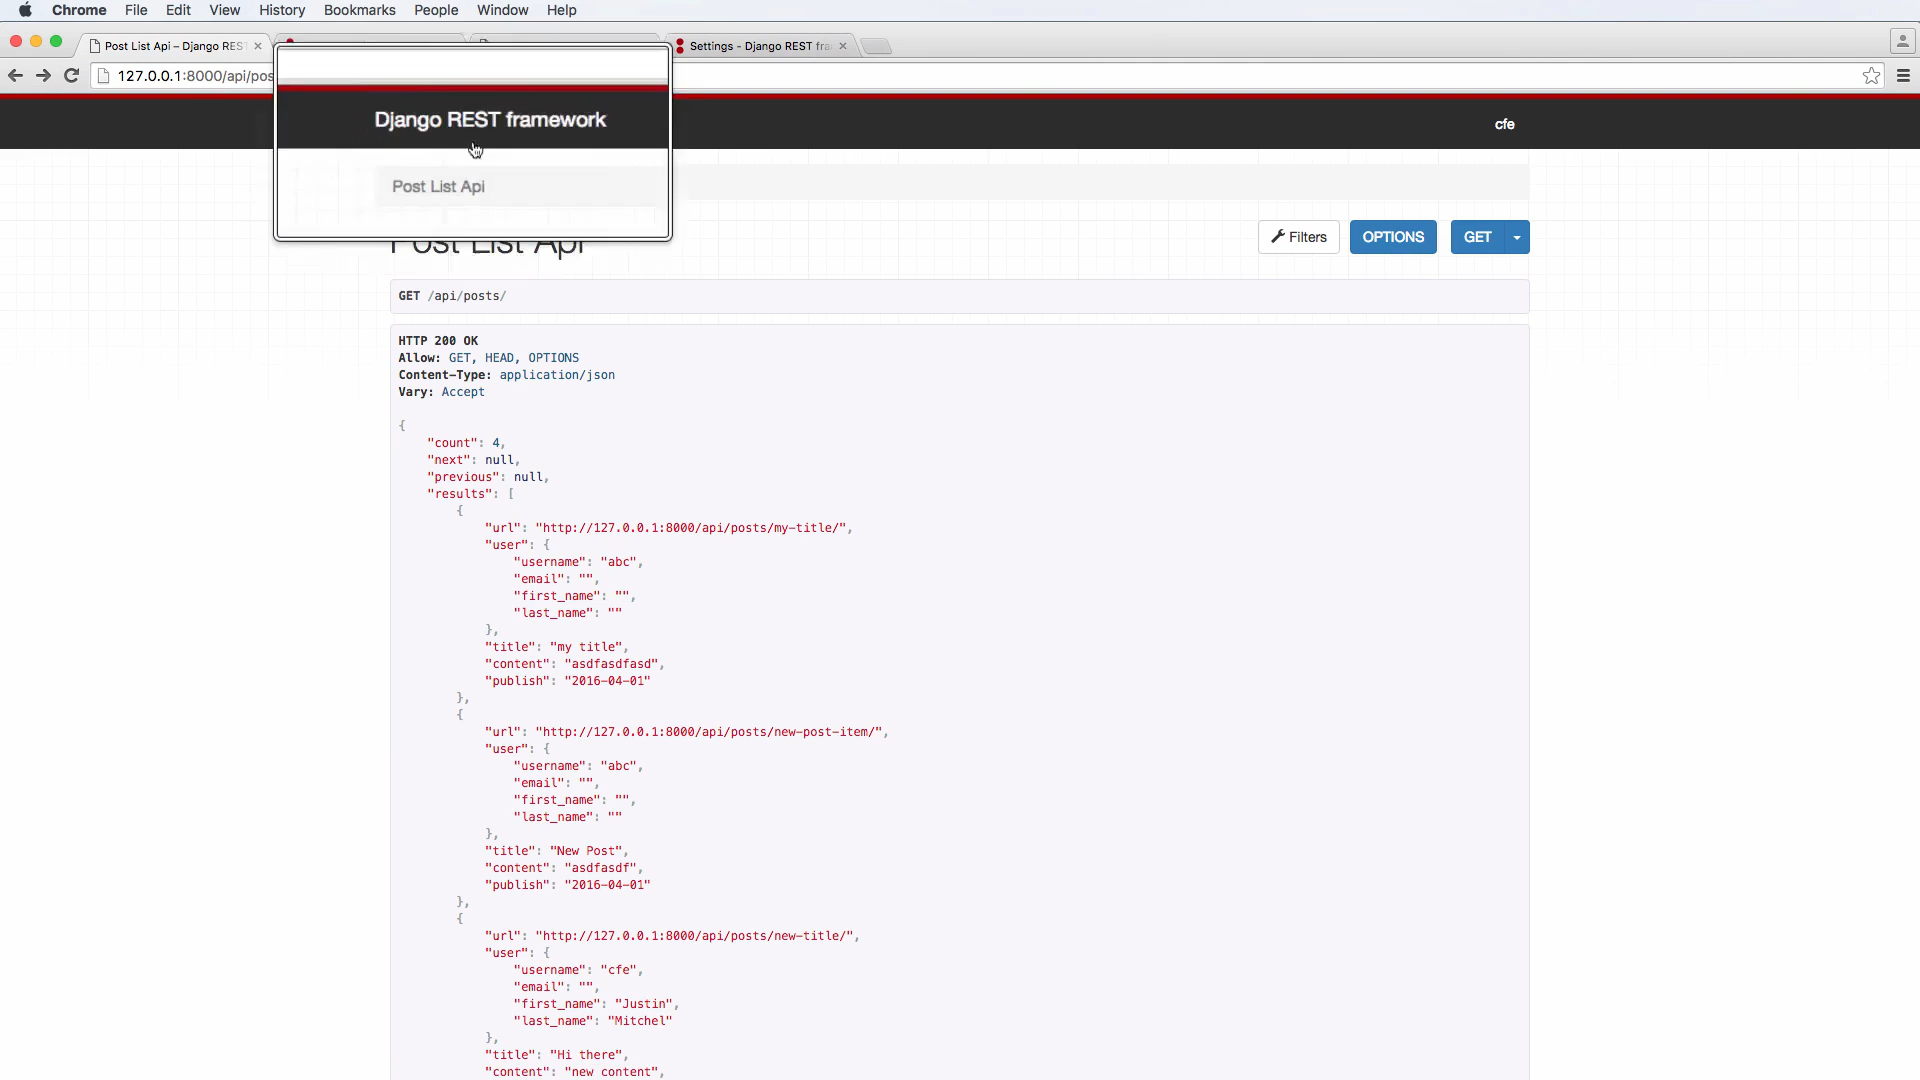 Chrome File Edit View History Bookmarks People Window Help
Post List Api – Django REST
Settings - Django REST fra
127.0.0.1:8000/api/pos
Django REST framework
cfe
Post List Api
Post List Api
Filters
OPTIONS
GET
GET /api/posts/
HTTP 200 OK
Allow: GET, HEAD, OPTIONS
Content-Type: application/json
Vary: Accept
{
"count": 4,
"next": null,
"previous": null,
"results": [
{
"url": "http://127.0.0.1:8000/api/posts/my-title/",
"user": {
"username": "abc",
"email": "",
"first_name": "",
"last_name": ""
},
"title": "my title",
"content": "asdfasdfasd",
"publish": "2016-04-01"
},
{
"url": "http://127.0.0.1:8000/api/posts/new-post-item/",
"user": {
"username": "abc",
"email": "",
"first_name": "",
"last_name": ""
},
"title": "New Post",
"content": "asdfasdf",
"publish": "2016-04-01"
},
{
"url": "http://127.0.0.1:8000/api/posts/new-title/",
"user": {
"username": "cfe",
"email": "",
"first_name": "Justin",
"last_name": "Mitchel"
},
"title": "Hi there",
"content": "new content",